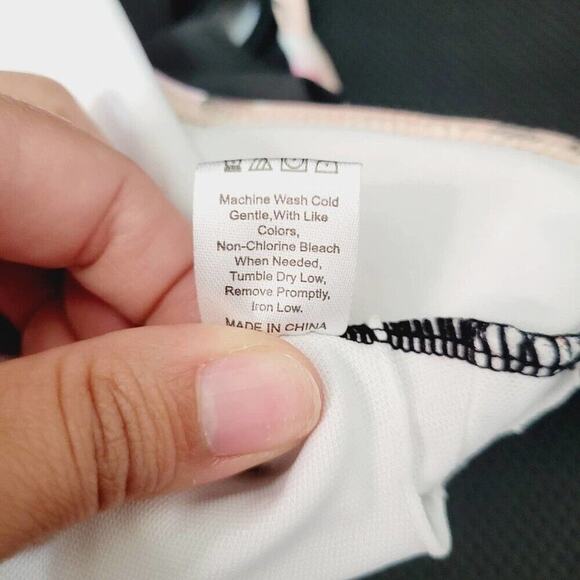 Machine Wash Cold
Gentle,With Like
Colors,
Non-Chlorine Bleach
When Needed,
Tumble Dry Low,
Remove Promptly,
Iron Low.
MADE IN CHINA